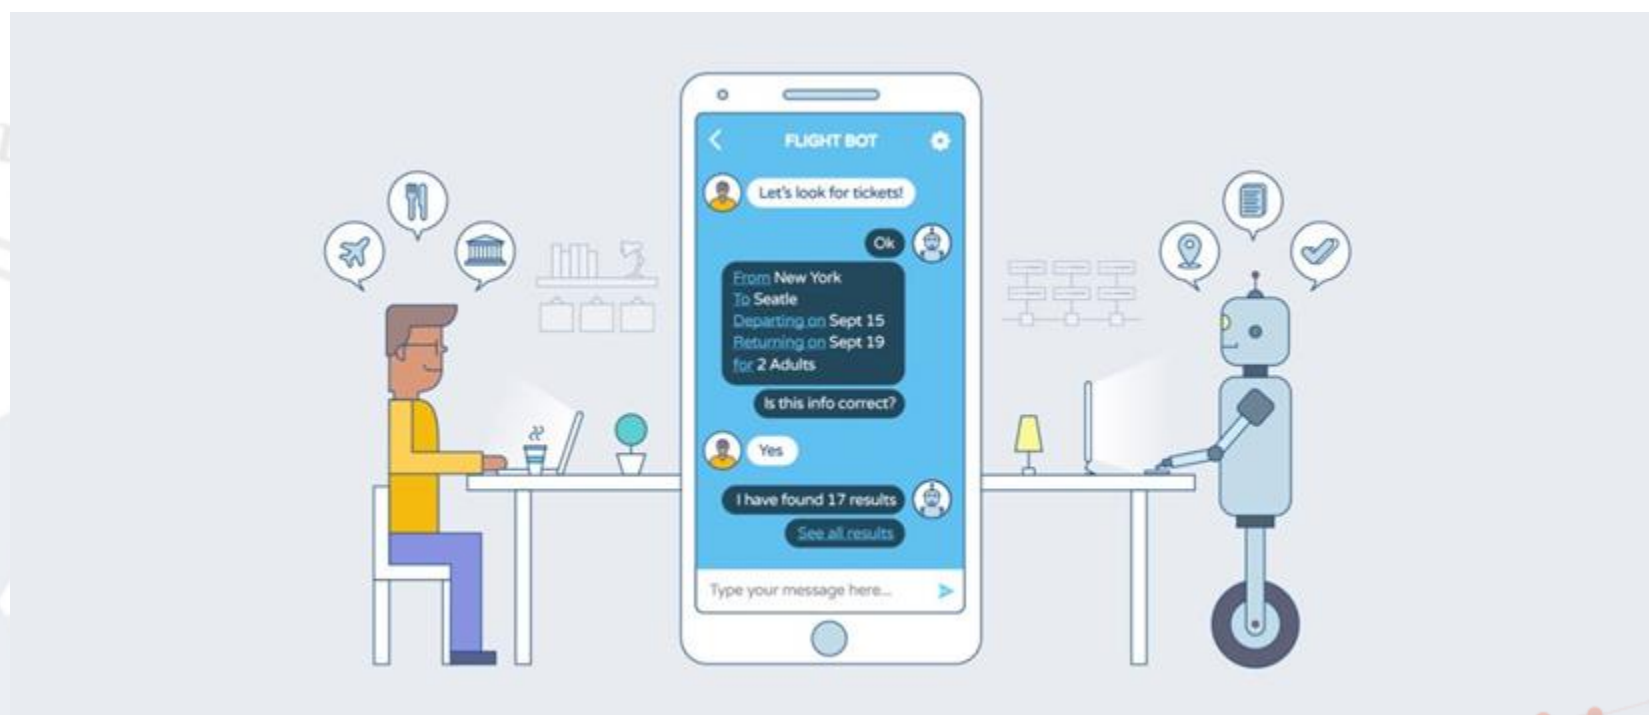 FLIGHT BOT
Let's look for tickets!
Ok
From New York
To Seatle
Departing on Sept 15
Returning on Sept 19
for 2 Adults
Is this info correct?
Yes
I have found 17 results
See all results
Type your message here...